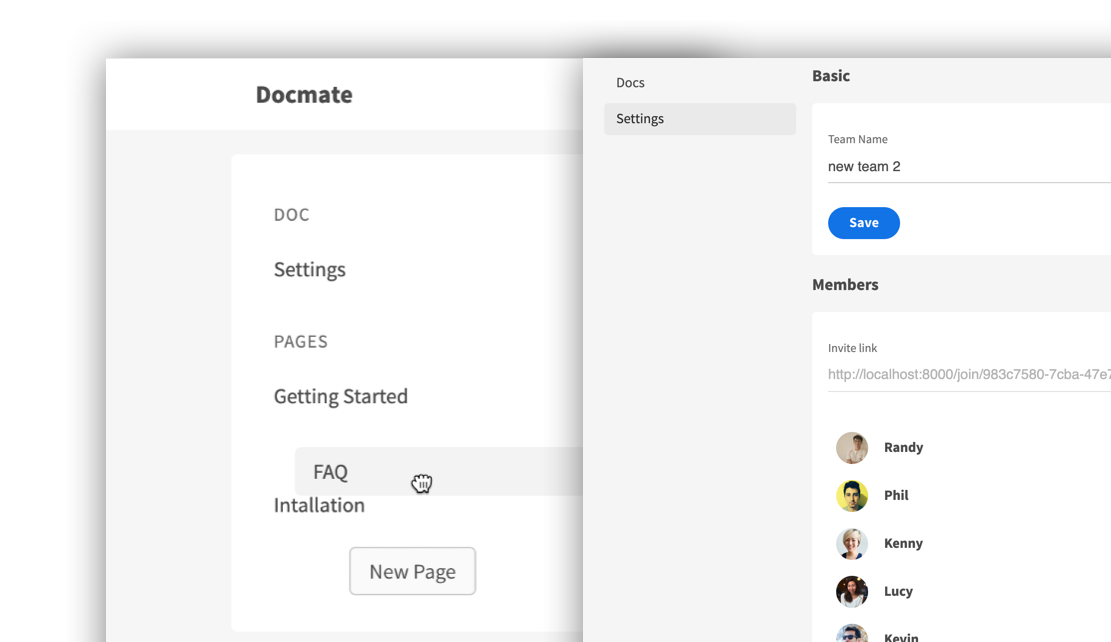 Docmate
DOC
Settings
PAGES
Getting Started
FAQ
Intallation
New Page
Docs
Settings
Basic
Team Name
new team 2
Save
Members
Invite link
http://localhost:8000/join/983c7580-7cba-47e7
Randy
Phil
Kenny
Lucy
Kevin